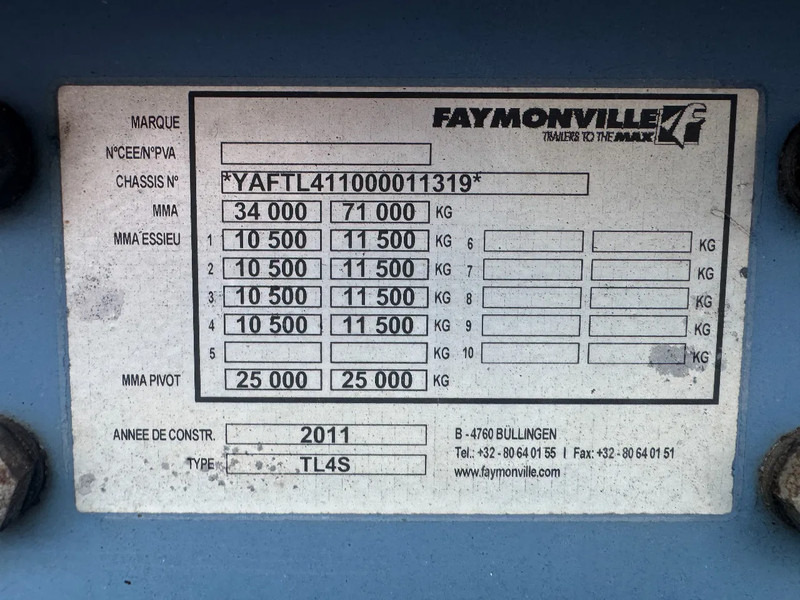 MARQUE FAYMONVILLE
TRAILERS TO THE MAX
N°CEE/N°PVA
CHASSIS N° *YAFTL411000011319*
MMA 34 000 71 000 KG
MMA ESSIEU 1 10 500 11 500 6 KG
2 10 500 11 500 KG 7 KG
3 10 500 11 500 KG 8 KG
4 10 500 11 500 KG 9 KG
5 KG 10 KG
MMA PIVOT 25 000 25 000 KG
ANNEE DE CONSTR. 2011 B - 4760 BÜLLINGEN
Tel.: +32 - 80 64 01 55 I Fax: +32 - 80 64 01 51
TYPE TL4S www.faymonville.com